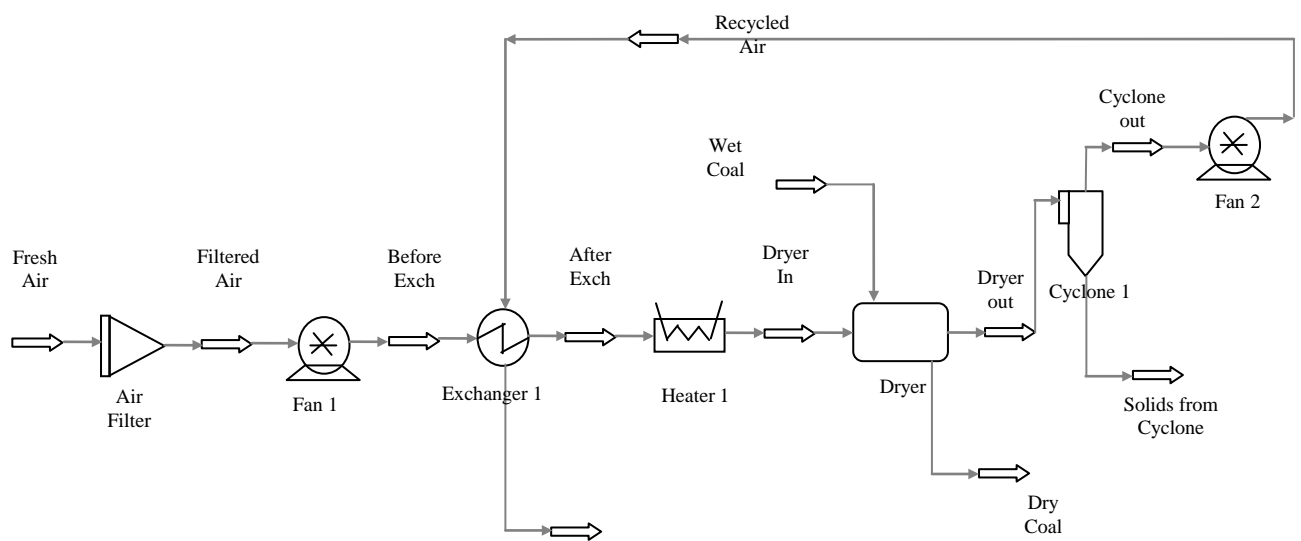 Recycled
Air
Cyclone
out
Wet
Coal
Fan 2
Fresh
Air
Filtered
Air
Before
Exch
After
Exch
Dryer
In
Dryer
out
Cyclone 1
Air
Filter
Fan 1
Exchanger 1
Heater 1
Dryer
Solids from
Cyclone
Dry
Coal